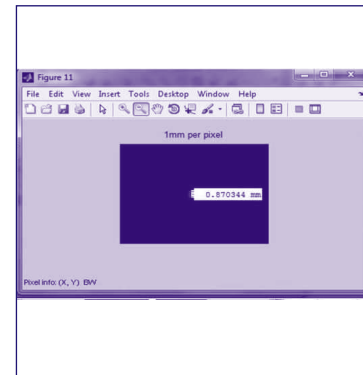 Figure 11
File Edit View Insert Tools Desktop Window Help
1mm per pixel
0.870344 mm
Pixel info: (X, Y) BW